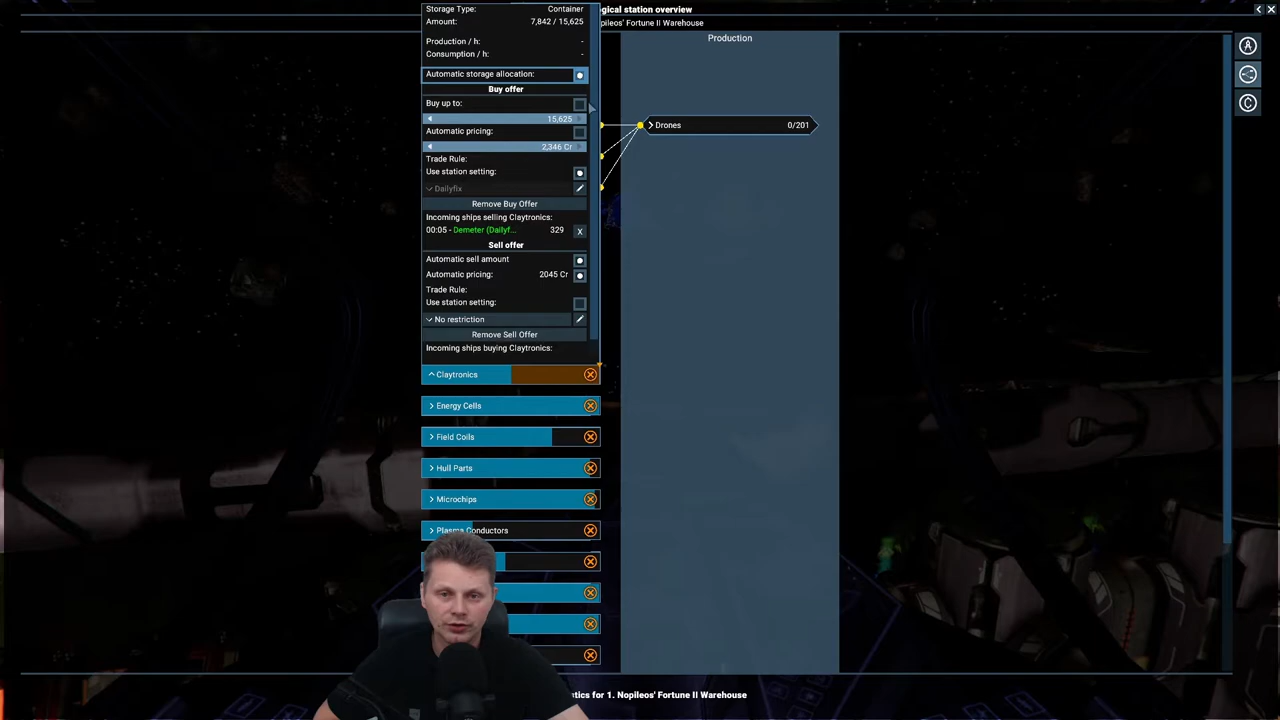 gical station overview
pileos' Fortune II Warehouse
Storage Type: Container
Amount: 7,842 / 15,625
Production / h: -
Consumption / h: -
Automatic storage allocation:
Buy offer
Buy up to:
15,625
Automatic pricing:
2,346 Cr
Trade Rule:
Use station setting:
Dailyfix
Remove Buy Offer
Incoming ships selling Claytronics:
00:05 - Demeter (Dailyf... 329 X
Sell offer
Automatic sell amount
Automatic pricing: 2045 Cr
Trade Rule:
Use station setting:
No restriction
Remove Sell Offer
Incoming ships buying Claytronics:
Claytronics
Energy Cells
Field Coils
Hull Parts
Microchips
Plasma Conductors
Production
Drones 0/201
A
C
stics for 1. Nopileos' Fortune II Warehouse